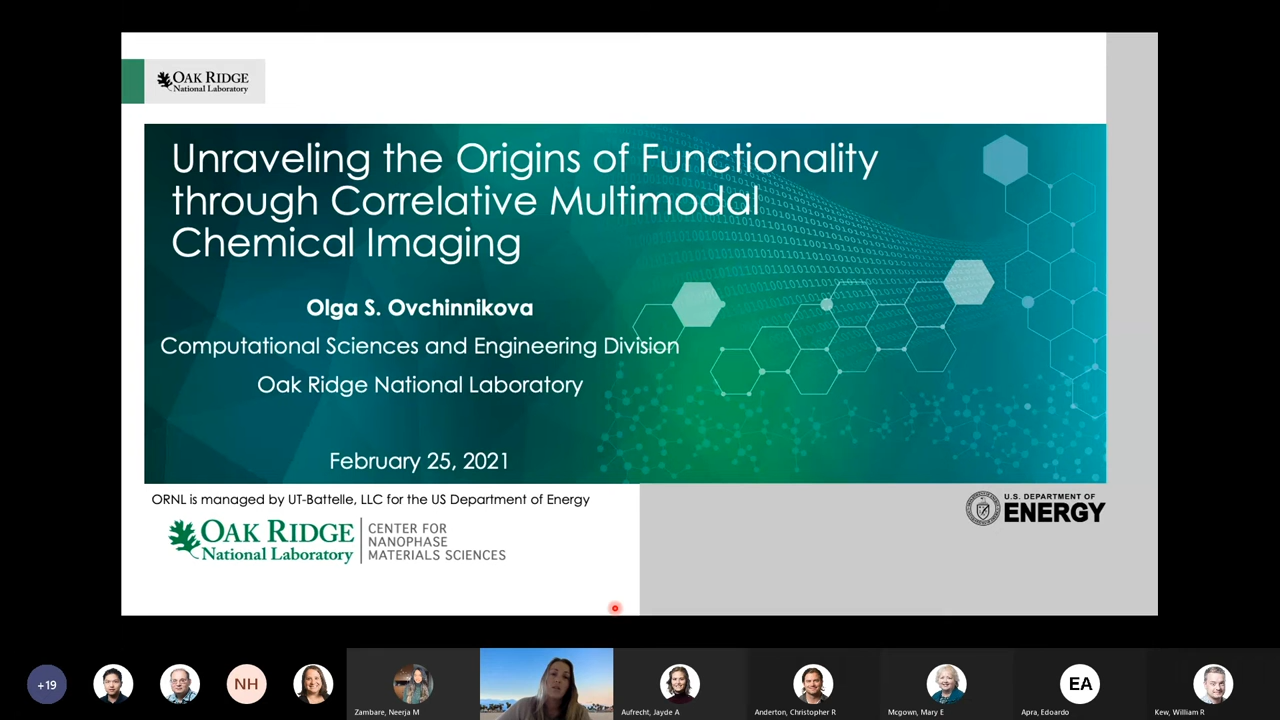 OAK RIDGE
National Laboratory
Unraveling the Origins of Functionality
through Correlative Multimodal
Chemical Imaging
Olga S. Ovchinnikova
Computational Sciences and Engineering Division
Oak Ridge National Laboratory
February 25, 2021
ORNL is managed by UT-Battelle, LLC for the US Department of Energy
OAK RIDGE
National Laboratory
CENTER FOR
NANOPHASE
MATERIALS SCIENCES
U.S. DEPARTMENT OF
ENERGY
+19
NH
EA
Zambare, Neerja M
Aufrecht, Jayde A
Anderton, Christopher R
Mcgown, Mary E
Apra, Edoardo
Kew, William R